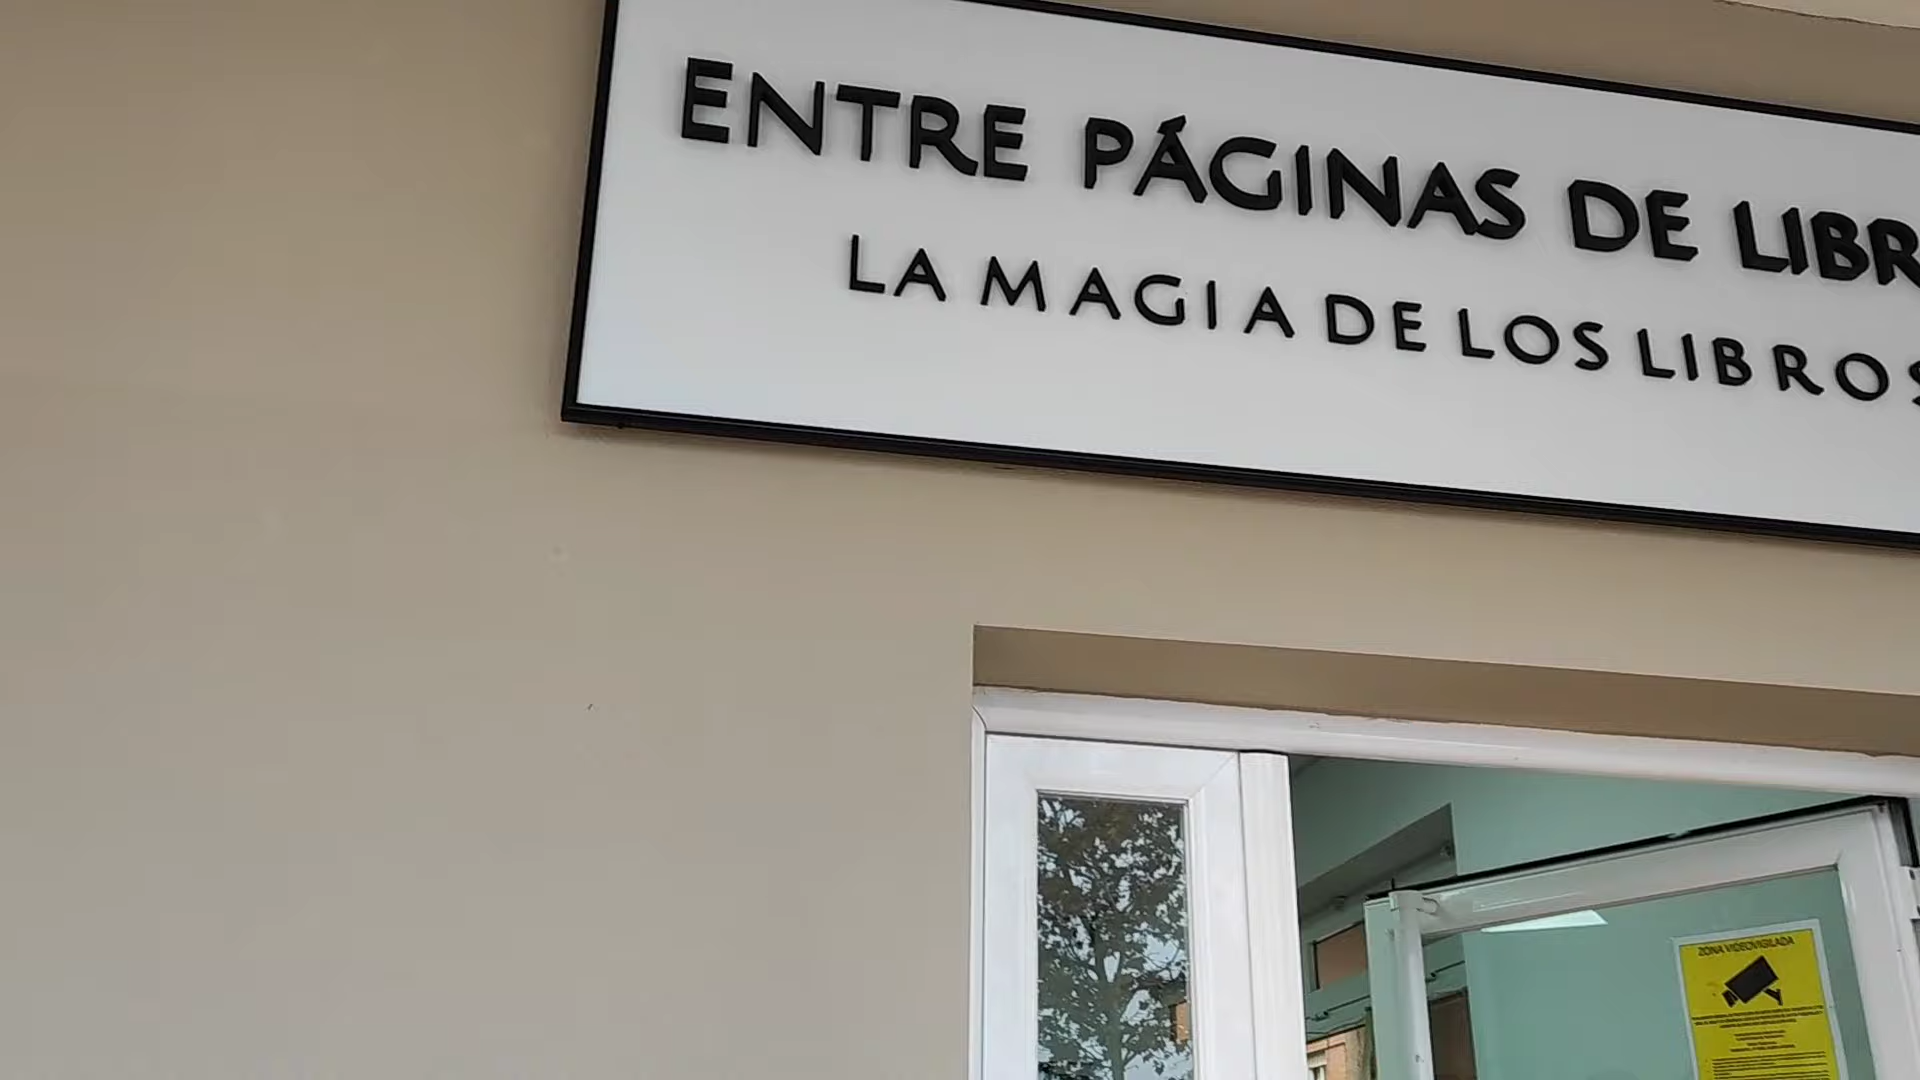 ENTRE PÁGINAS DE LIBR
LA MAGIA DE LOS LIBROS
ZONA VIDEOVIGILADA